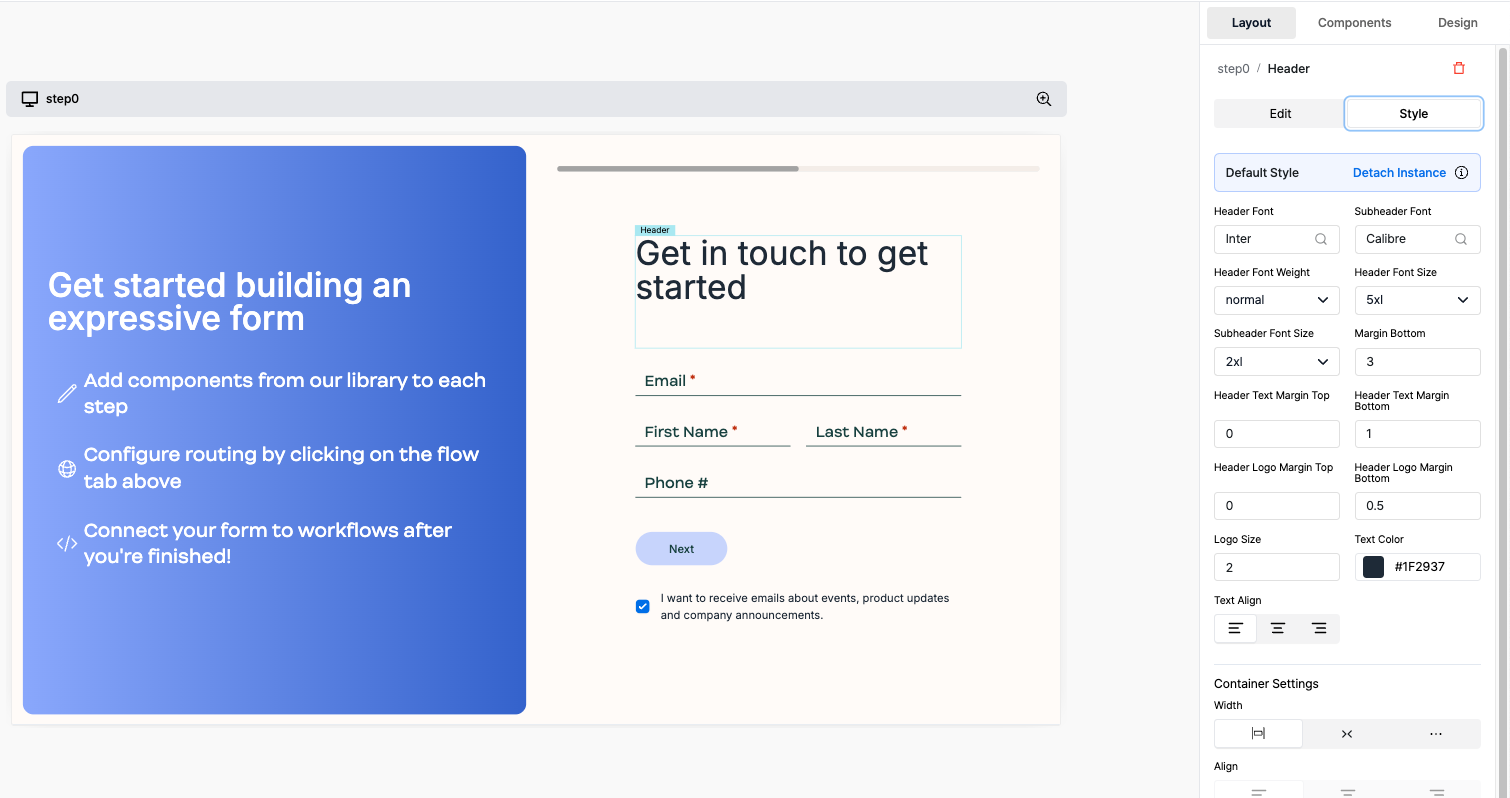 Layout
Components
Design
step0 / Header
Edit
Style
Default Style
Detach Instance
Header Font
Subheader Font
Inter
Calibre
Header Font Weight
Header Font Size
normal
5xl
Subheader Font Size
Margin Bottom
2xl
3
Header Text Margin Top
Header Text Margin
Bottom
0
1
Header Logo Margin Top
Header Logo Margin
Bottom
0
0.5
Logo Size
Text Color
2
#1F2937
Text Align
Container Settings
Width
Align
step0
Get started building an
expressive form
Add components from our library to each
step
Configure routing by clicking on the flow
tab above
Connect your form to workflows after
you're finished!
Header
Get in touch to get
started
Email *
First Name *
Last Name *
Phone #
Next
I want to receive emails about events, product updates
and company announcements.